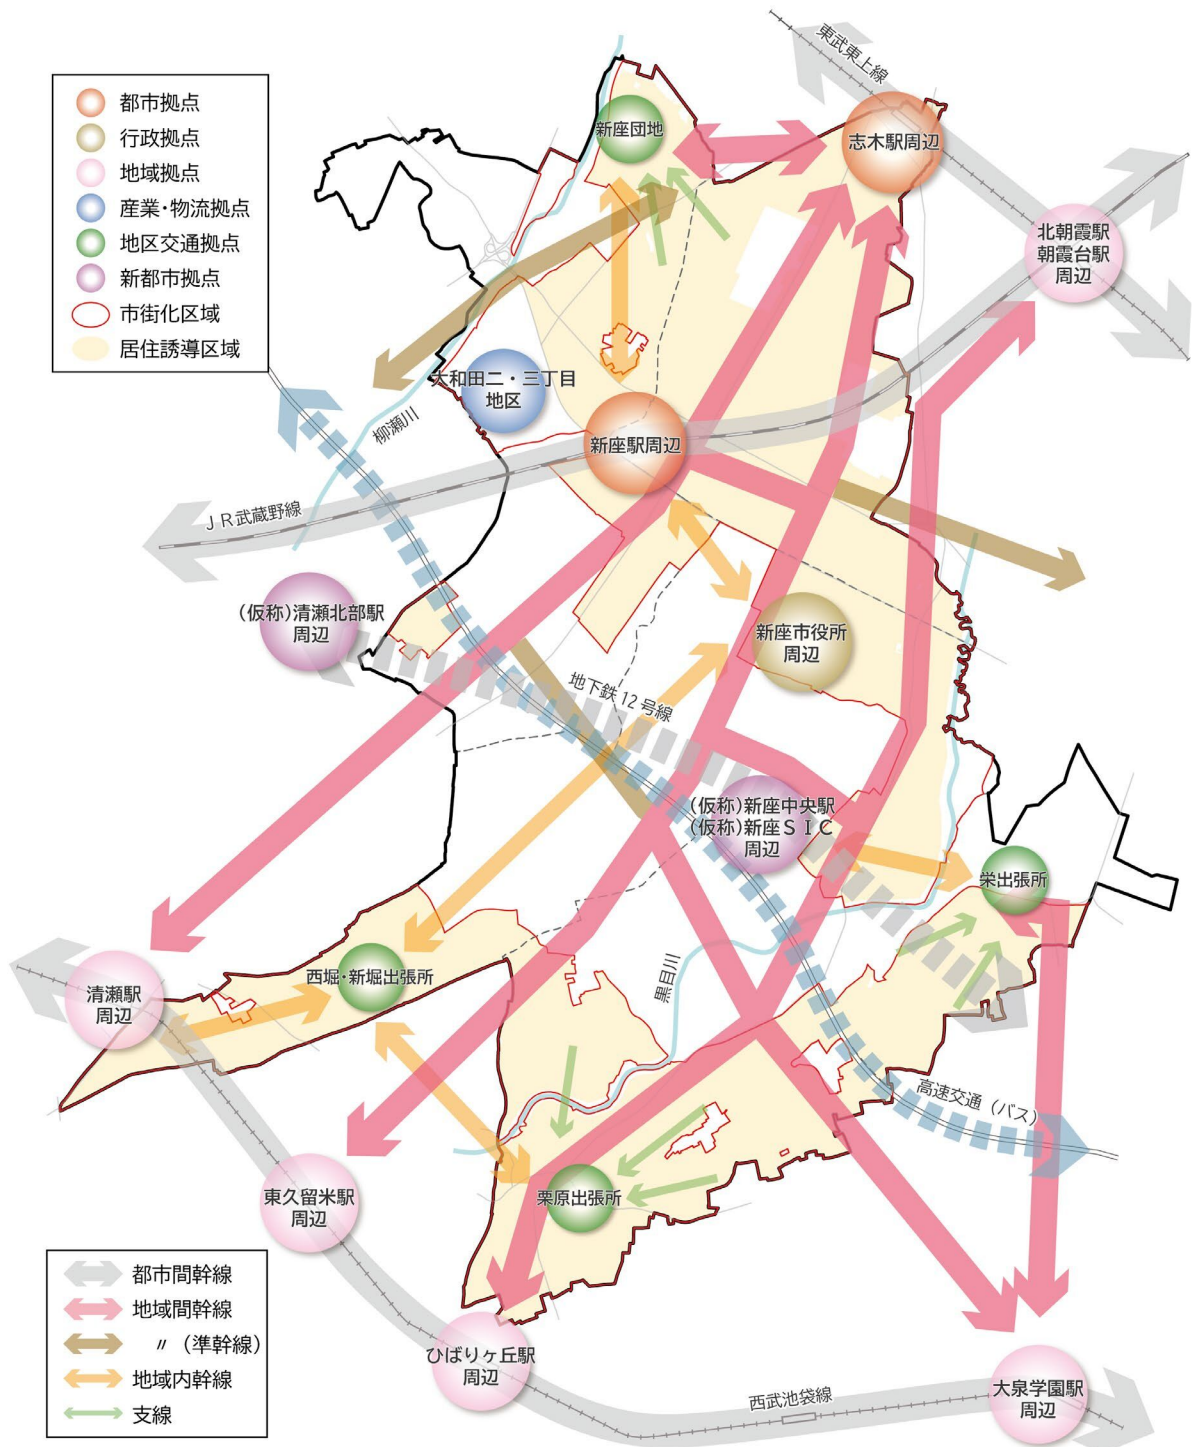 東武東上線
都市拠点
行政拠点
地域拠点
産業・物流拠点
地区交通拠点
新都市拠点
市街化区域
居住誘導区域
新座団地
志木駅周辺
北朝霞駅
朝霞台駅
周辺
大和田二・三丁目
地区
柳瀬川
新座駅周辺
ＪＲ武蔵野線
(仮称)清瀬北部駅
周辺
新座市役所
周辺
地下鉄12号線
(仮称)新座中央駅
(仮称)新座ＳＩＣ
周辺
栄出張所
西堀・新堀出張所
黒目川
清瀬駅
周辺
高速交通（バス）
東久留米駅
周辺
栗原出張所
都市間幹線
地域間幹線
〃（準幹線）
地域内幹線
支線
ひばりヶ丘駅
周辺
西武池袋線
大泉学園駅
周辺